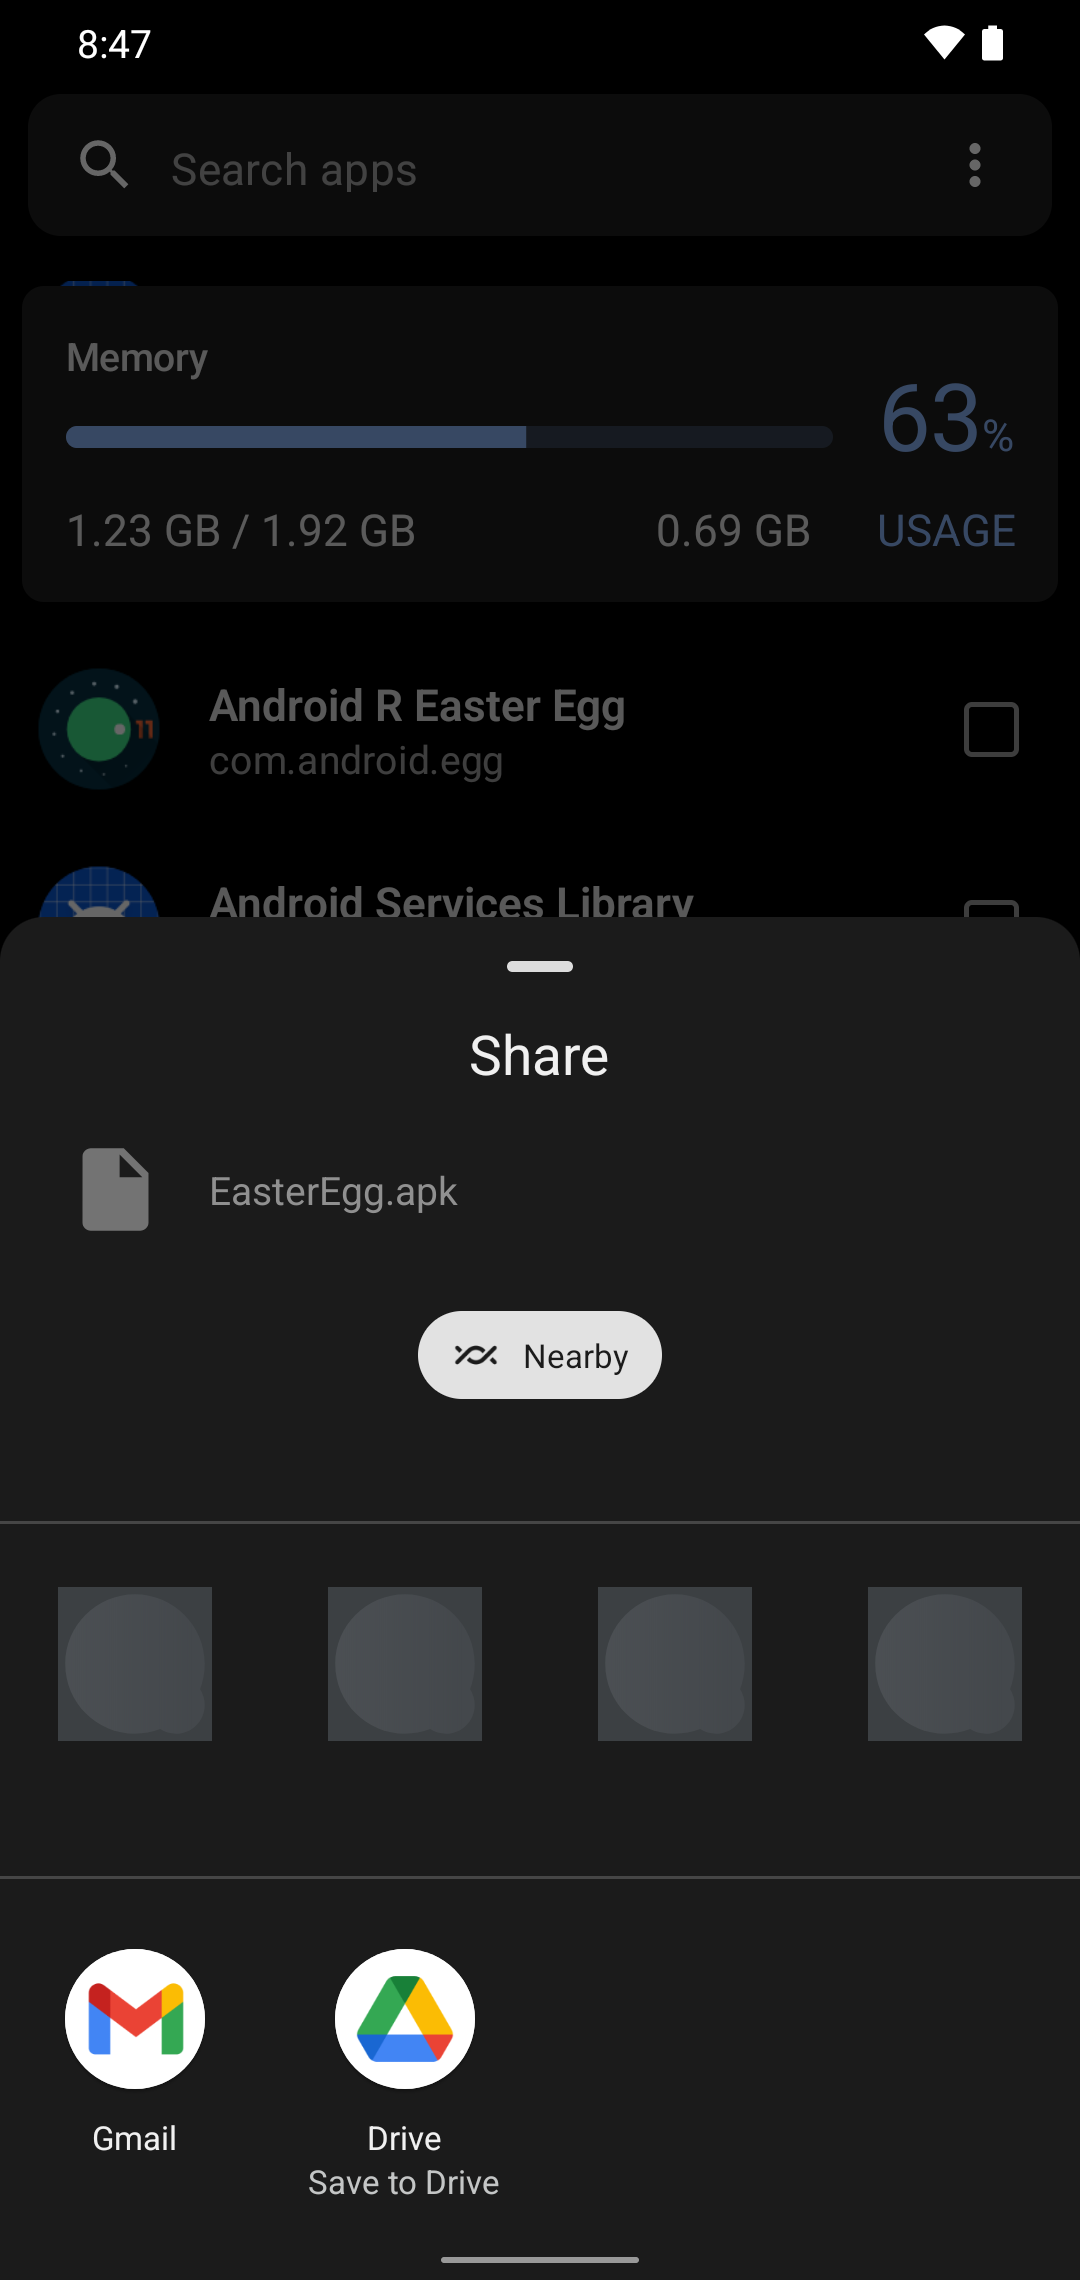 8:47
Search apps
Memory
63%
1.23 GB / 1.92 GB 0.69 GB USAGE
Android R Easter Egg
11
com.android.egg
Android Services Library
Share
EasterEgg.apk
Nearby
Gmail
Drive
Save to Drive